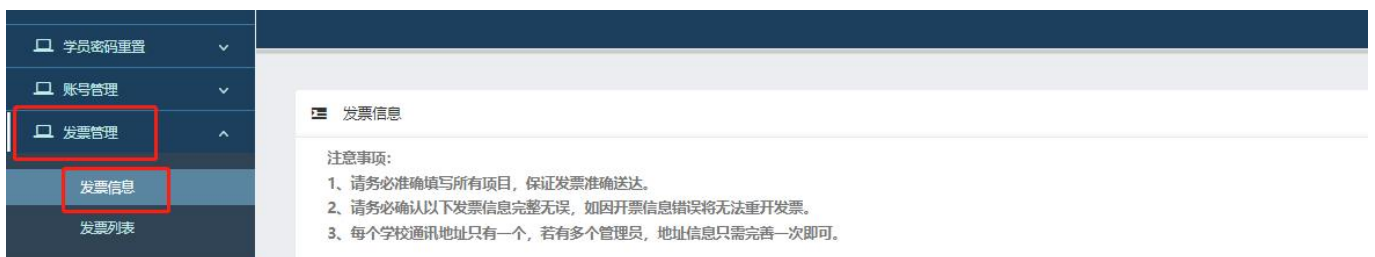 学员密码重置
账号管理
发票管理
发票信息
发票列表
发票信息
注意事项：
1、请务必准确填写所有项目，保证发票准确送达。
2、请务必确认以下发票信息完整无误，如因开票信息错误将无法重开发票。
3、每个学校通讯地址只有一个，若有多个管理员，地址信息只需完善一次即可。